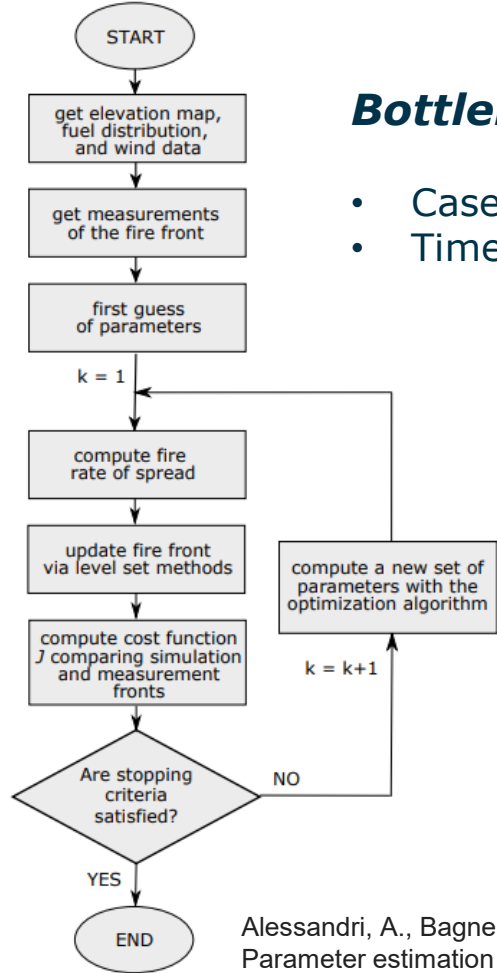 START
get elevation map,
fuel distribution,
and wind data
get measurements
of the fire front
first guess
of parameters
k = 1
compute fire
rate of spread
update fire front
via level set methods
compute cost function
J comparing simulation
and measurement
fronts
Are stopping
criteria
satisfied?
YES
END
NO
k = k+1
compute a new set of
parameters with the
optimization algorithm
• Case
• Time
Alessandri, A., Bagne
Parameter estimation